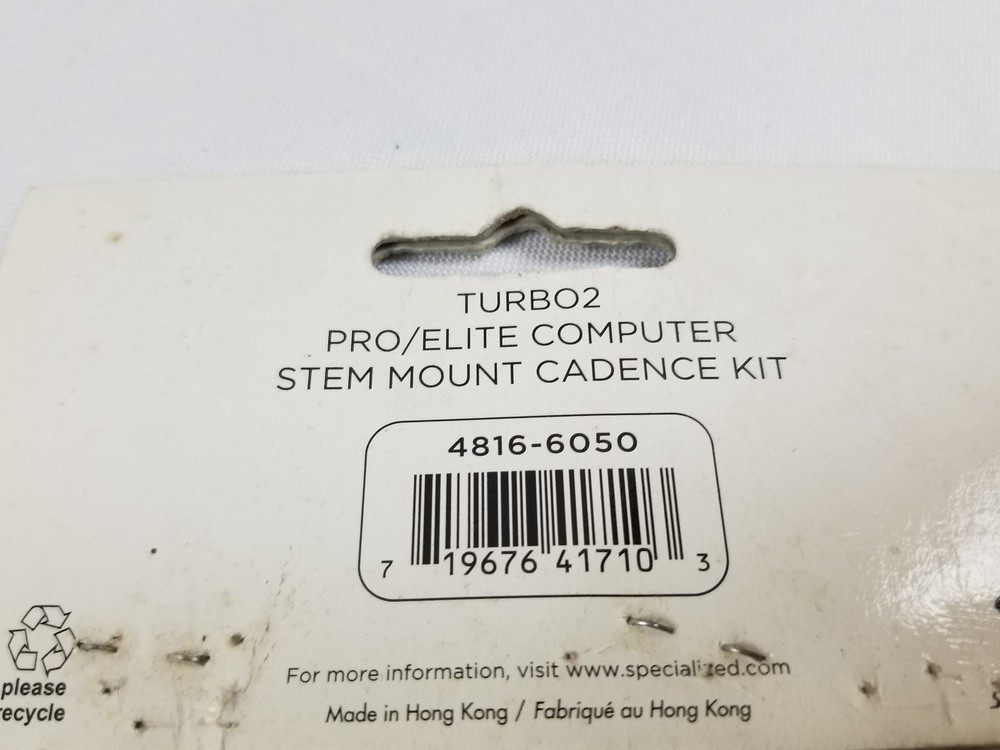 TURBO2
PRO/ELITE COMPUTER
STEM MOUNT CADENCE KIT
4816-6050
7 19676 41710 3
please
recycle
For more information, visit www.specialized.com
Made in Hong Kong / Fabriqué au Hong Kong